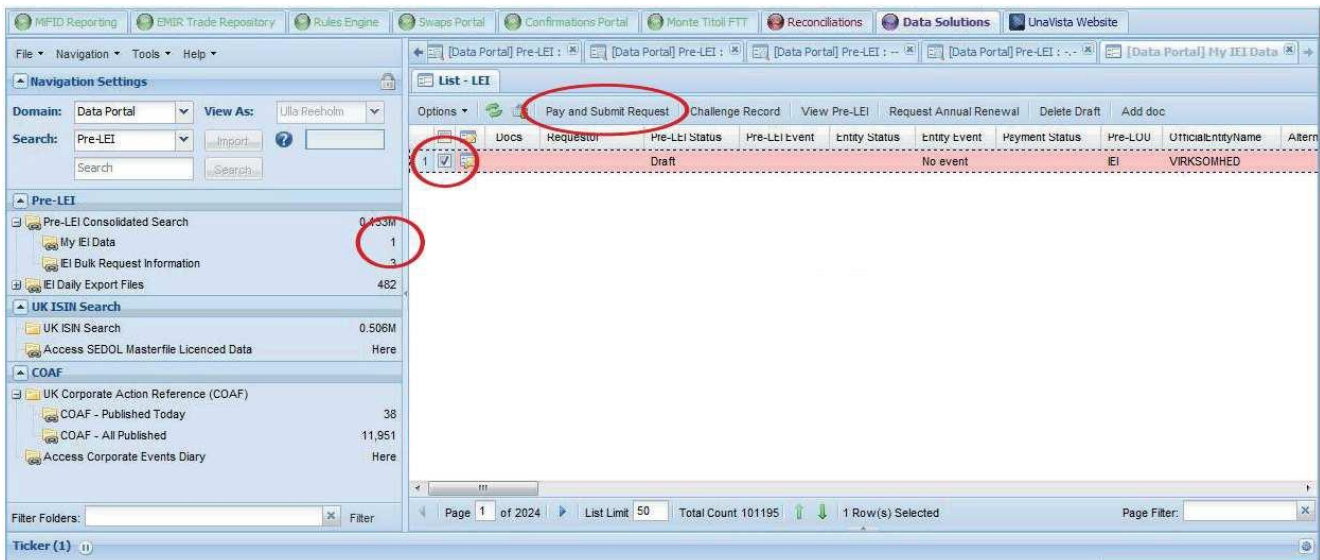 MFID Reporting EMIR Trade Repository Rules Engine Swaps Portal Confirmations Portal Monte Titoli FTT Reconciliations Data Solutions UnaVista Website
File Navigation Tools Help
[Data Portal] Pre-LEI : [Data Portal] Pre-LEI : [Data Portal] Pre-LEI : -- [Data Portal] Pre-LEI : -.- [Data Portal] My IEI Data
Navigation Settings
List - LEI
Domain: Data Portal View As: Ulla Reeholm
Options Pay and Submit Request Challenge Record View Pre-LEI Request Annual Renewal Delete Draft Add doc
Search: Pre-LEI Import
Docs Requestor Pre-LEI Status Pre-LEI Event Entity Status Entity Event Payment Status Pre-LOU OfficialEntityName Altern
Search Search
1 Draft No event IEI VIRKSOMHED
Pre-LEI
Pre-LEI Consolidated Search 0.133M
My IEI Data 1
IEI Bulk Request Information 3
IEI Daily Export Files 482
UK ISIN Search
UK ISIN Search 0.506M
Access SEDOL Masterfile Licenced Data Here
COAF
UK Corporate Action Reference (COAF)
COAF - Published Today 38
COAF - All Published 11,951
Access Corporate Events Diary Here
Filter Folders: Filter
Page 1 of 2024 List Limit 50 Total Count 101195 1 Row(s) Selected Page Filter:
Ticker (1)